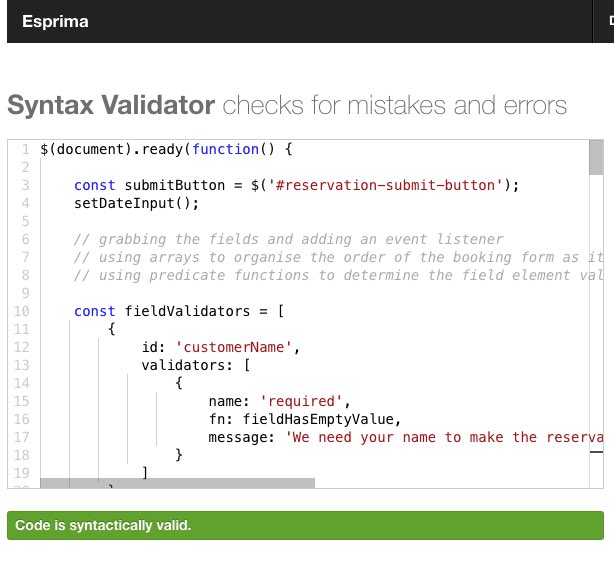 Esprima
Syntax Validator checks for mistakes and errors
1 $(document).ready(function() {
2
3 const submitButton = $('#reservation-submit-button');
4 setDateInput();
5
6 // grabbing the fields and adding an event listener
7 // using arrays to organise the order of the booking form as it
8 // using predicate functions to determine the field element val
9
10 const fieldValidators = [
11 {
12 id: 'customerName',
13 validators: [
14 {
15 name: 'required',
16 fn: fieldHasEmptyValue,
17 message: 'We need your name to make the reserva
18 }
19 ]
Code is syntactically valid.